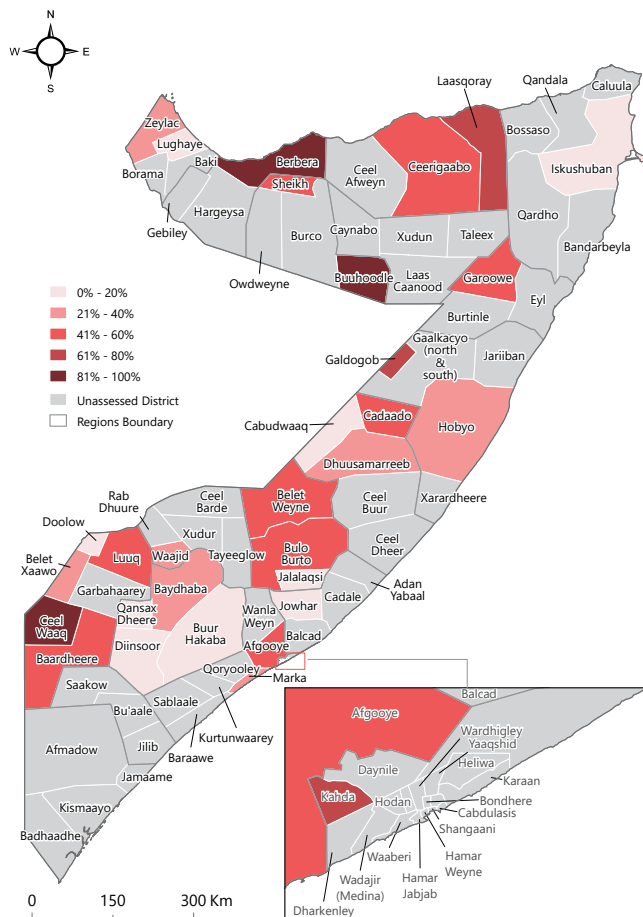 N
W E
S
Laasqoray
Qandala
Caluula
Zeylac
Lughaye
Bossaso
Borama
Baki
Berbera
Ceel
Afweyn
Ceerigaabo
Iskushuban
Sheikh
Hargeysa
Qardho
Gebiley
Burco
Caynabo
Xudun
Taleex
Bandarbeyla
Owdweyne
Buuhoodle
Laas
Caanood
Garoowe
Eyl
0% - 20%
21% - 40%
41% - 60%
61% - 80%
81% - 100%
Unassessed District
Regions Boundary
Burtinle
Galdogob
Gaalkacyo
(north
&
south)
Jariiban
Cabudwaaq
Cadaado
Hobyo
Dhuusamarreeb
Rab
Dhuure
Ceel
Barde
Belet
Weyne
Ceel
Buur
Xarardheere
Doolow
Xudur
Belet
Xaawo
Luuq
Waajid
Tayeeglow
Bulo
Burto
Ceel
Dheer
Garbahaarey
Baydhaba
Jalalaqsi
Adan
Yabaal
Qansax
Dheere
Wanla
Weyn
Jowhar
Cadale
Ceel
Waaq
Diinsoor
Buur
Hakaba
Afgooye
Balcad
Baardheere
Qoryooley
Marka
Saakow
Bu'aale
Sablaale
Kurtunwaarey
Baraawe
Afmadow
Jilib
Jamaame
Kismaayo
Badhaadhe
Balcad
Afgooye
Wardhigley
Yaaqshid
Heliwa
Daynile
Karaan
Kahda
Hodan
Bondhere
Cabdulasis
Shangaani
Waaberi
Hamar
Weyne
Wadajir
(Medina)
Hamar
Jabjab
Dharkenley
0 150 300 Km